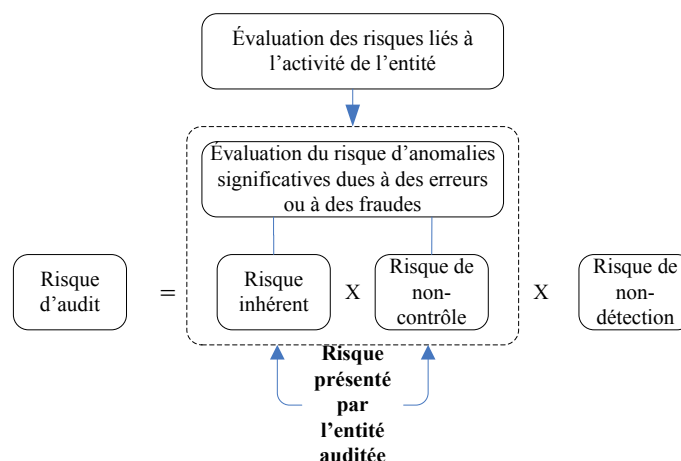 Évaluation des risques liés à
l’activité de l’entité
Évaluation du risque d’anomalies
significatives dues à des erreurs
ou à des fraudes
Risque
d’audit
=
Risque
inhérent
X
Risque de
non-
contrôle
X
Risque de
non-
détection
Risque
présenté
par
l’entité
auditée